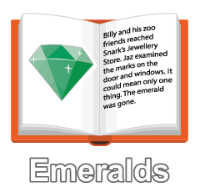 Billy and his zoo
friends reached
Snark's Jewellery
Store. Jaz examined
the marks on the
door and windows. It
could mean only one
thing. The emerald
was gone.
Emeralds